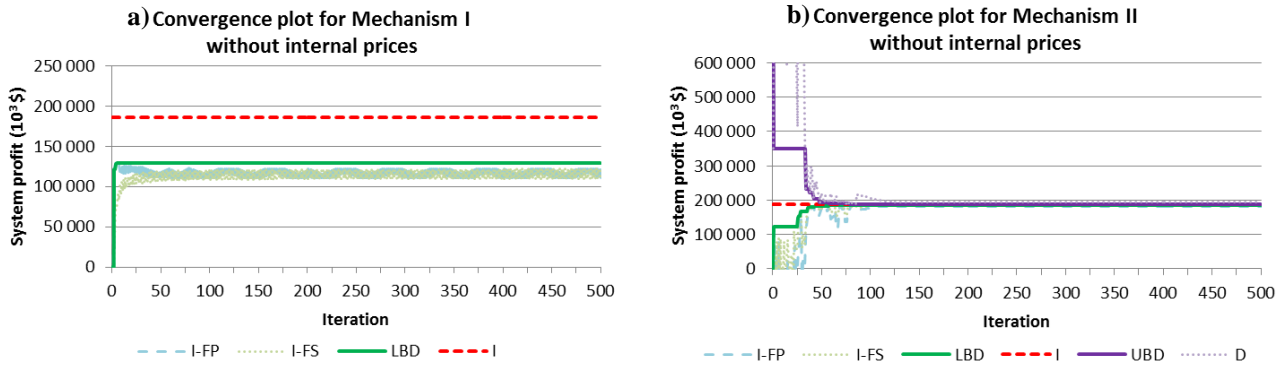 a) Convergence plot for Mechanism I
without internal prices
System profit (10³ $)
250 000
200 000
150 000
100 000
50 000
0
0 50 100 150 200 250 300 350 400 450 500
Iteration
I-FP I-FS LBD I
b) Convergence plot for Mechanism II
without internal prices
System profit (10³ $)
600 000
500 000
400 000
300 000
200 000
100 000
0
0 50 100 150 200 250 300 350 400 450 500
Iteration
I-FP I-FS LBD I UBD D